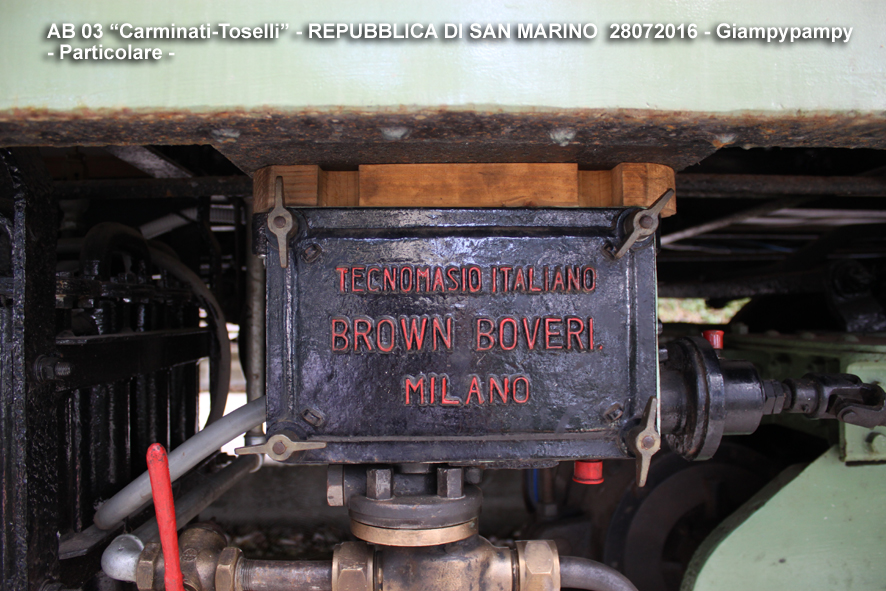 AB 03 “Carminati-Toselli” - REPUBBLICA DI SAN MARINO 28072016 - Giampypampy
- Particolare -
TECNOMASIO ITALIANO
BROWN BOVERI.
MILANO